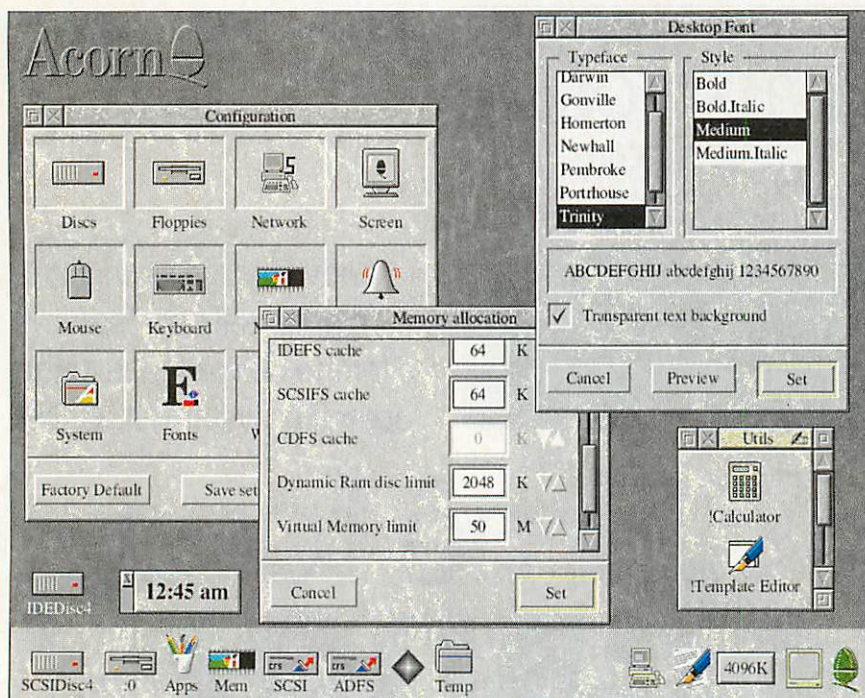 Acorn
Configuration
Discs
Floppies
Network
Screen
Mouse
Keyboard
System
Fonts
Factory Default
Save set
Desktop Font
Typeface
Style
Darwin
Gonville
Homerton
Newhall
Pembroke
Porthouse
Trinity
Bold
Bold.Italic
Medium
Medium.Italic
ABCDEFGHIJ abcdefghij 1234567890
Transparent text background
Cancel
Preview
Set
Memory allocation
IDEFS cache 64 K
SCSIFS cache 64 K
CDFS cache 0 K
Dynamic Ram disc limit 2048 K
Virtual Memory limit 50 M
Cancel
Set
Utils
!Calculator
!Template Editor
IDEDisc4
12:45 am
SCSIDisc4
:0
Apps
Mem
CFS
SCSI
CFS
ADFS
Temp
4096K